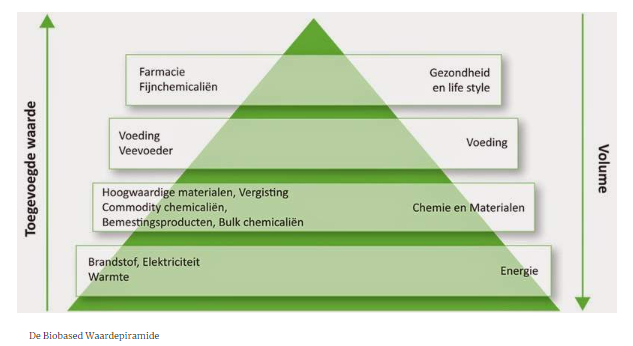 Toegevoegde waarde
Farmacie
Fijnchemicaliën
Gezondheid
en life style
Voeding
Veevoeder
Voeding
Hoogwaardige materialen, Vergisting
Commodity chemicaliën,
Bemestingsproducten, Bulk chemicaliën
Chemie en Materialen
Brandstof, Elektriciteit
Warmte
Energie
Volume
De Biobased Waardepiramide